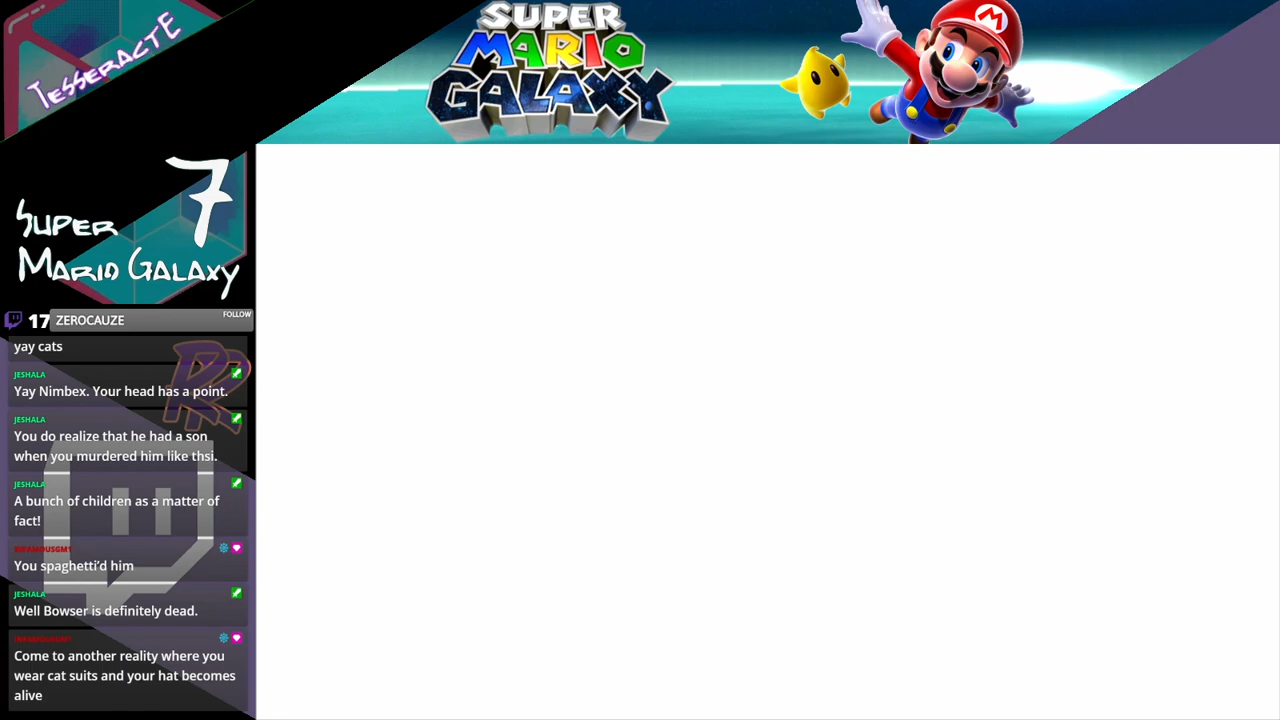 TESSERACTE
SUPER
MARIO
GALAXY
7
SUPER
MARIO GALAXY
17 ZEROCAUZE FOLLOW
yay cats
JESHALA
Yay Nimbex. Your head has a point.
JESHALA
You do realize that he had a son
when you murdered him like thsi.
JESHALA
A bunch of children as a matter of
fact!
INFAMOUSGM1
You spaghetti'd him
JESHALA
Well Bowser is definitely dead.
Come to another reality where you
wear cat suits and your hat becomes
alive